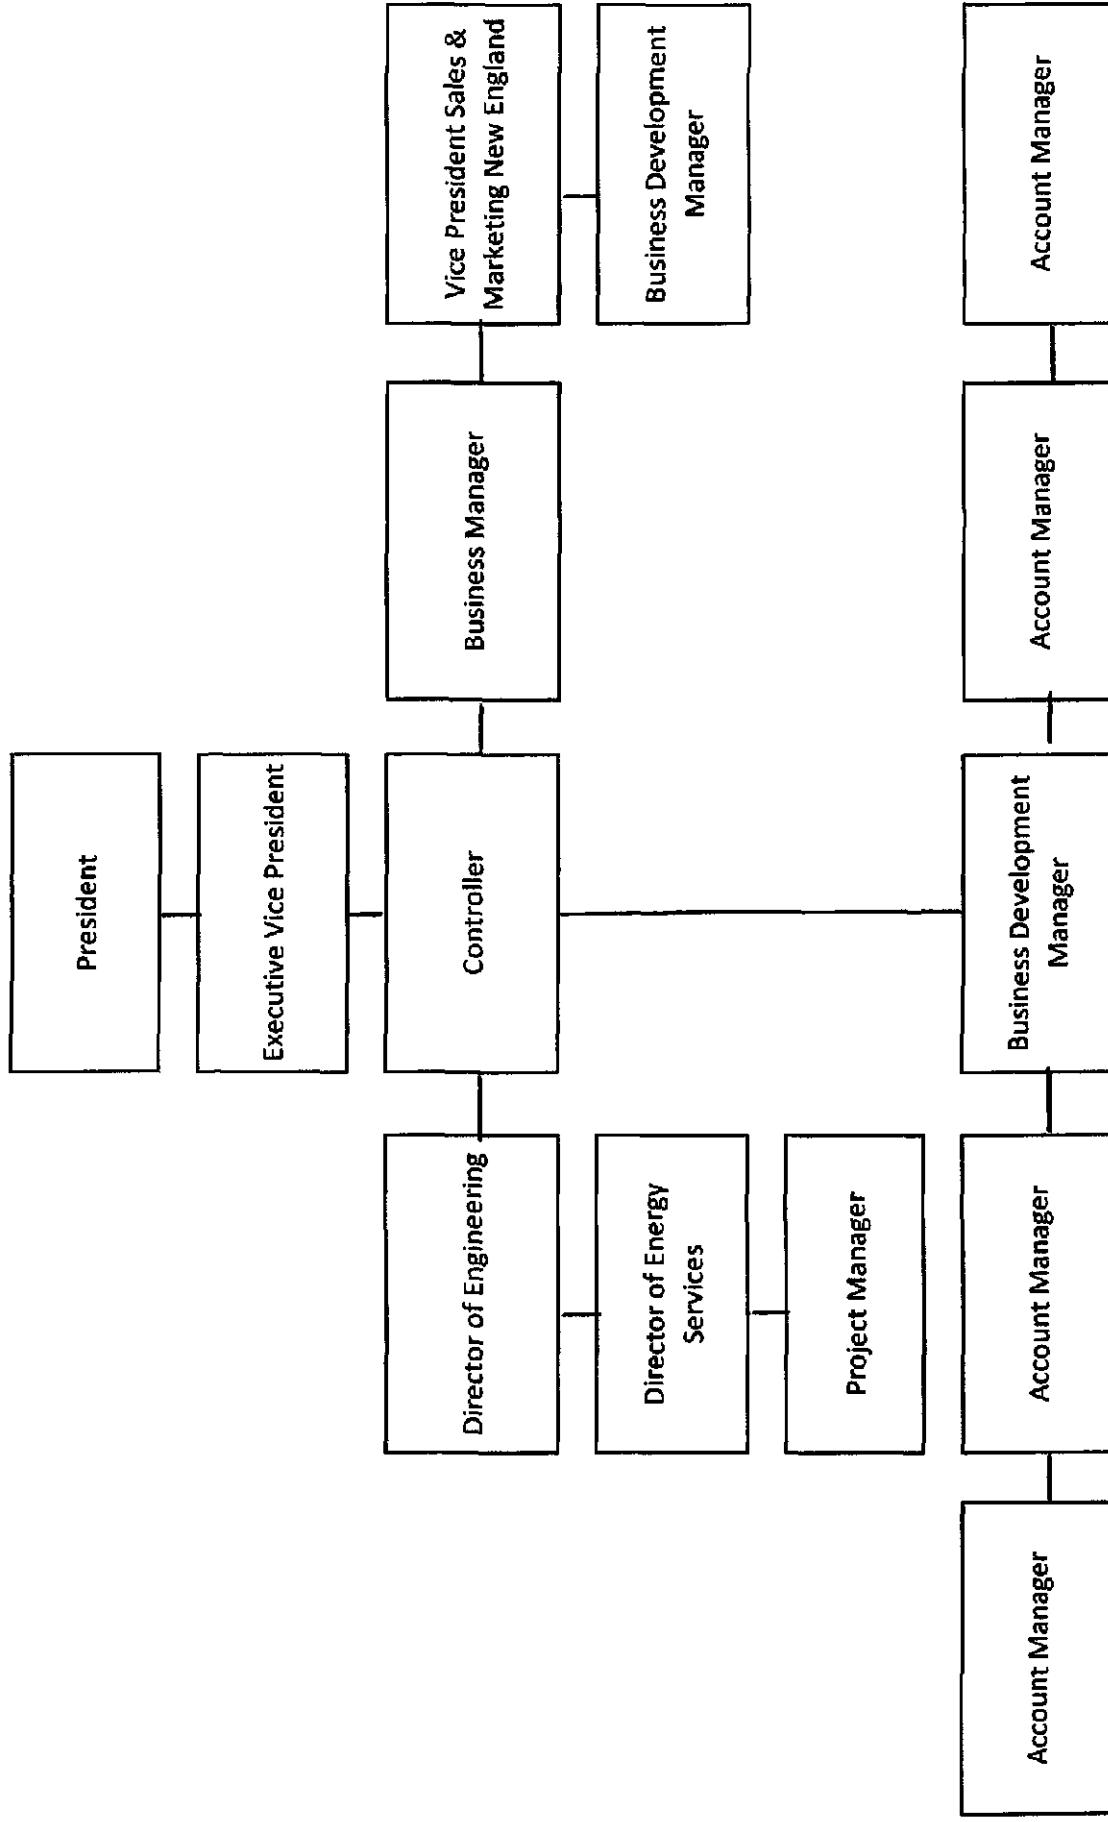 President
Executive Vice President
Director of Engineering
Controller
Business Manager
Vice President Sales &
Marketing New England
Director of Energy
Services
Business Development
Manager
Project Manager
Account Manager
Account Manager
Business Development
Manager
Account Manager
Account Manager